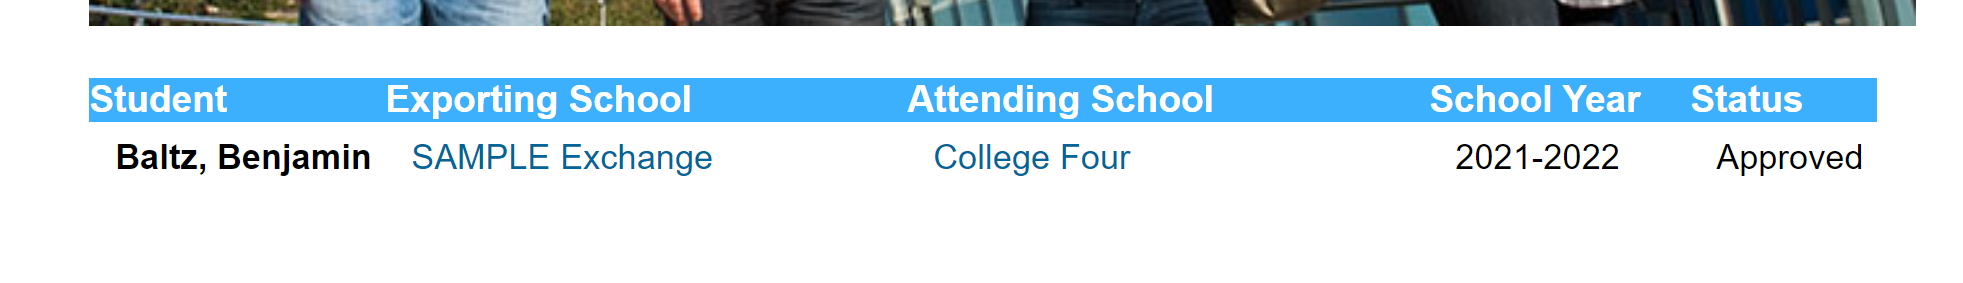 Student Exporting School Attending School School Year Status
Baltz, Benjamin SAMPLE Exchange College Four 2021-2022 Approved